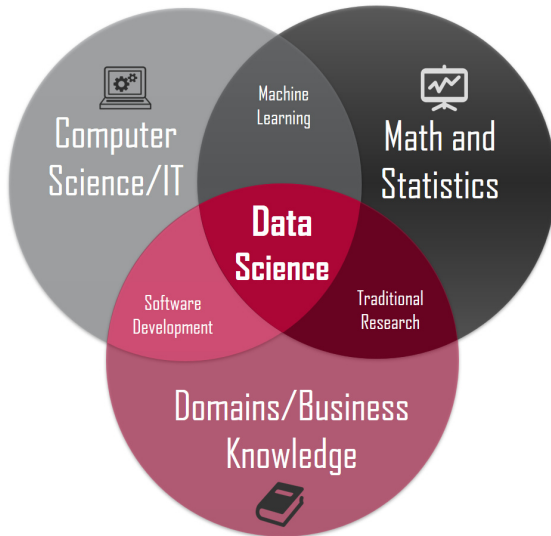 Machine
Learning
Computer
Science/IT
Math and
Statistics
Data
Science
Software
Development
Traditional
Research
Domains/Business
Knowledge